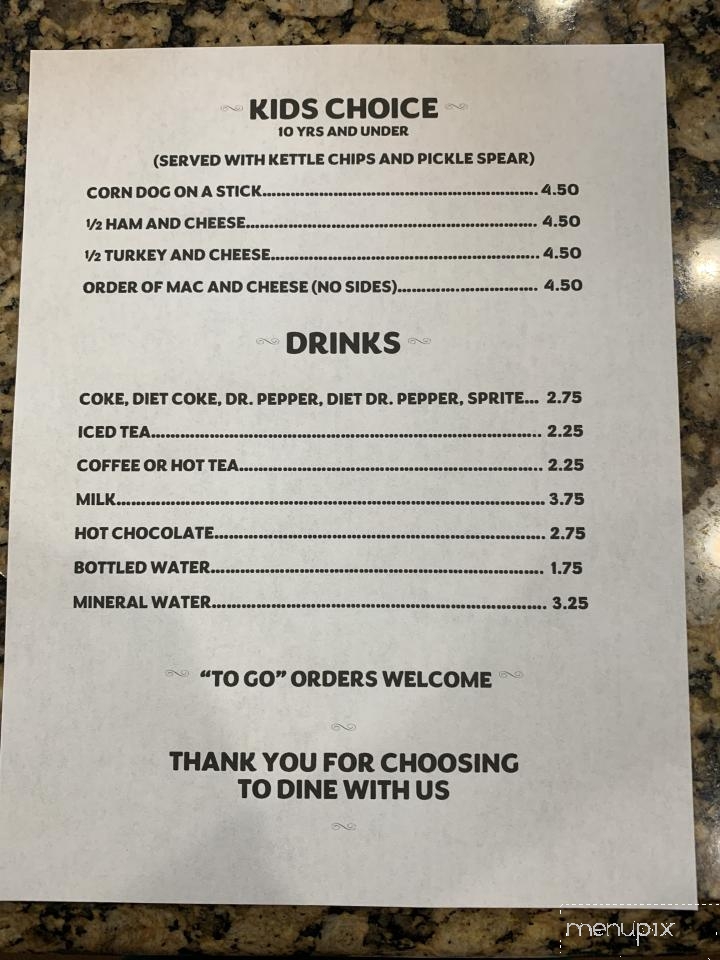 KIDS CHOICE
10 YRS AND UNDER
(SERVED WITH KETTLE CHIPS AND PICKLE SPEAR)
CORN DOG ON A STICK................................................................ 4.50
½ HAM AND CHEESE.................................................................... 4.50
½ TURKEY AND CHEESE.............................................................. 4.50
ORDER OF MAC AND CHEESE (NO SIDES)................................. 4.50
DRINKS
COKE, DIET COKE, DR. PEPPER, DIET DR. PEPPER, SPRITE... 2.75
ICED TEA........................................................................................ 2.25
COFFEE OR HOT TEA.................................................................... 2.25
MILK................................................................................................ 3.75
HOT CHOCOLATE.......................................................................... 2.75
BOTTLED WATER........................................................................... 1.75
MINERAL WATER........................................................................... 3.25
“TO GO” ORDERS WELCOME
THANK YOU FOR CHOOSING
TO DINE WITH US
menupix